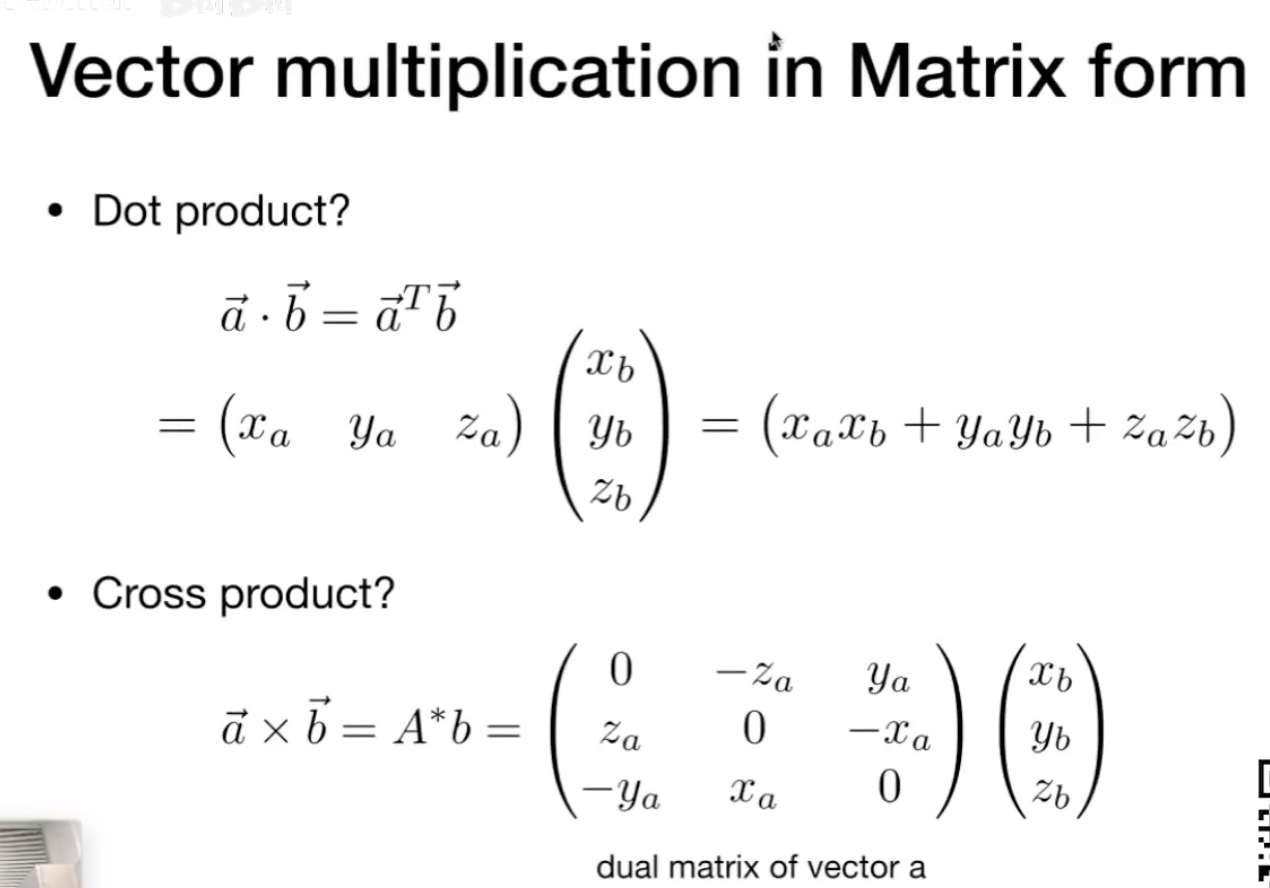 Vector multiplication in Matrix form
• Dot product?
$\vec{a} \cdot \vec{b} = \vec{a}^T \vec{b}$
$= \begin{pmatrix} x_a & y_a & z_a \end{pmatrix} \begin{pmatrix} x_b \\ y_b \\ z_b \end{pmatrix} = \begin{pmatrix} x_a x_b + y_a y_b + z_a z_b \end{pmatrix}$
• Cross product?
$\vec{a} \times \vec{b} = A^* b = \begin{pmatrix} 0 & -z_a & y_a \\ z_a & 0 & -x_a \\ -y_a & x_a & 0 \end{pmatrix} \begin{pmatrix} x_b \\ y_b \\ z_b \end{pmatrix}$
dual matrix of vector a